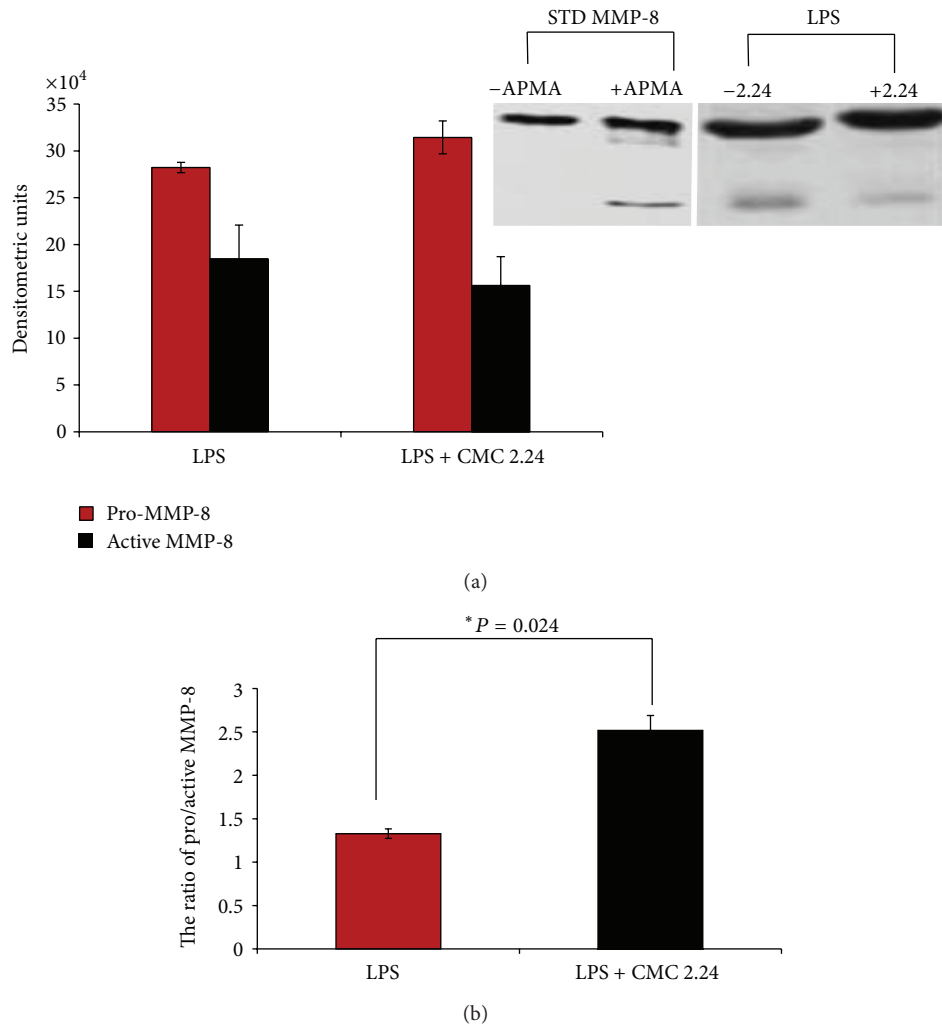 STD MMP-8 LPS
−APMA +APMA −2.24 +2.24
×10⁴
35
30
25
20
15
10
5
0
Densitometric units
LPS LPS + CMC 2.24
Pro-MMP-8
Active MMP-8
(a)
*P = 0.024
3
2.5
2
1.5
1
0.5
0
The ratio of pro/active MMP-8
LPS LPS + CMC 2.24
(b)